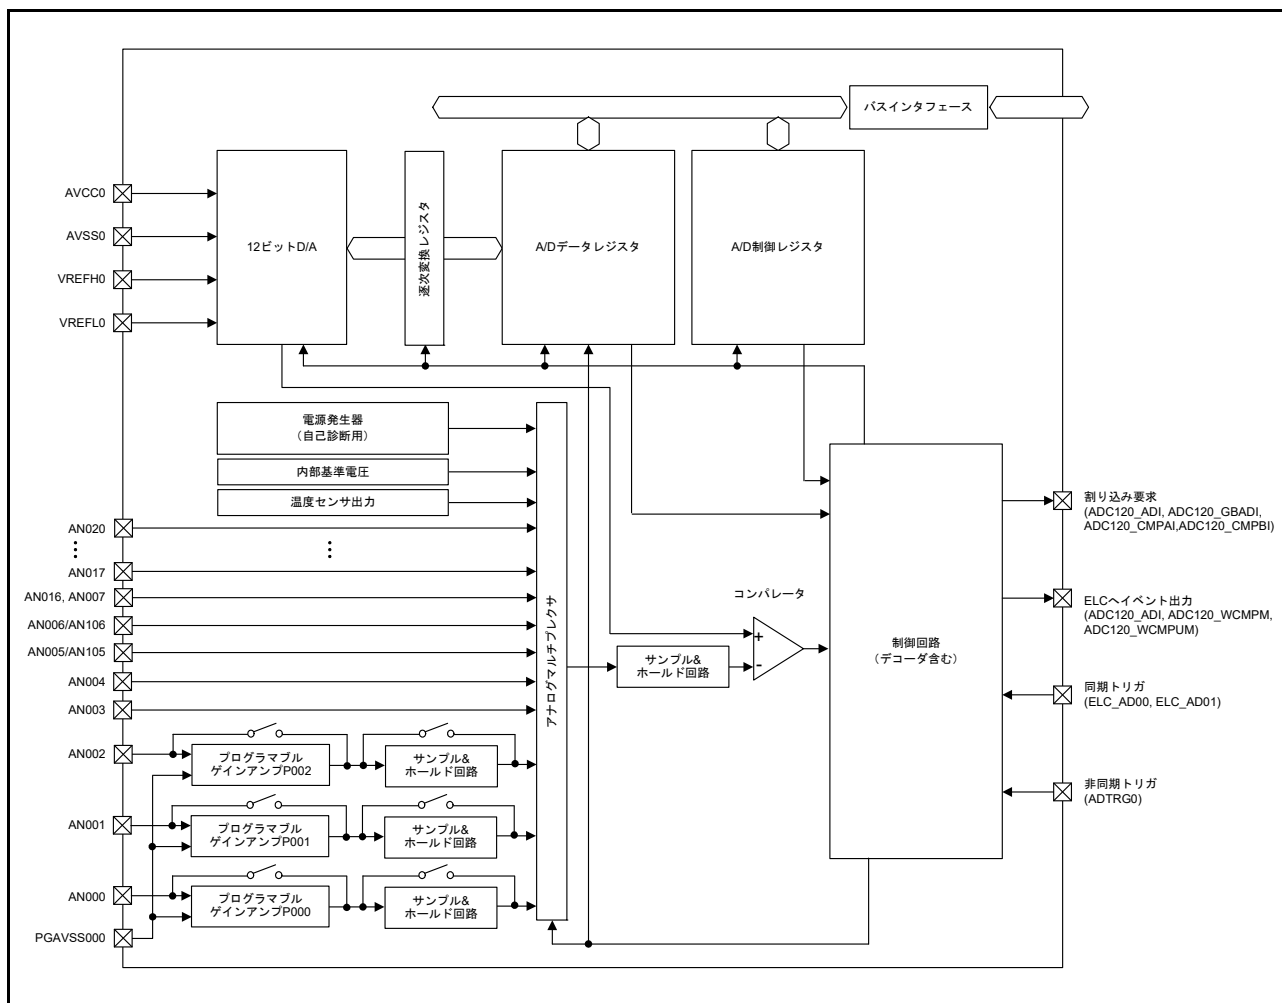 バスインタフェース
AVCC0
AVSS0
VREFH0
VREFL0
12ビットD/A
逐次変換レジスタ
A/Dデータレジスタ
A/D制御レジスタ
電源発生器
(自己診断用)
内部基準電圧
温度センサ出力
AN020
⋮
⋮
AN017
AN016, AN007
AN006/AN106
AN005/AN105
AN004
AN003
AN002
AN001
AN000
PGAVSS000
プログラマブル
ゲインアンプP002
サンプル&
ホールド回路
プログラマブル
ゲインアンプP001
サンプル&
ホールド回路
プログラマブル
ゲインアンプP000
サンプル&
ホールド回路
アナログマルチプレクサ
サンプル&
ホールド回路
コンパレータ
+
-
制御回路
(デコーダ含む)
割り込み要求
(ADC120_ADI, ADC120_GBADI,
ADC120_CMPAI,ADC120_CMPBI)
ELCへイベント出力
(ADC120_ADI, ADC120_WCMPM,
ADC120_WCMPUM)
同期トリガ
(ELC_AD00, ELC_AD01)
非同期トリガ
(ADTRG0)